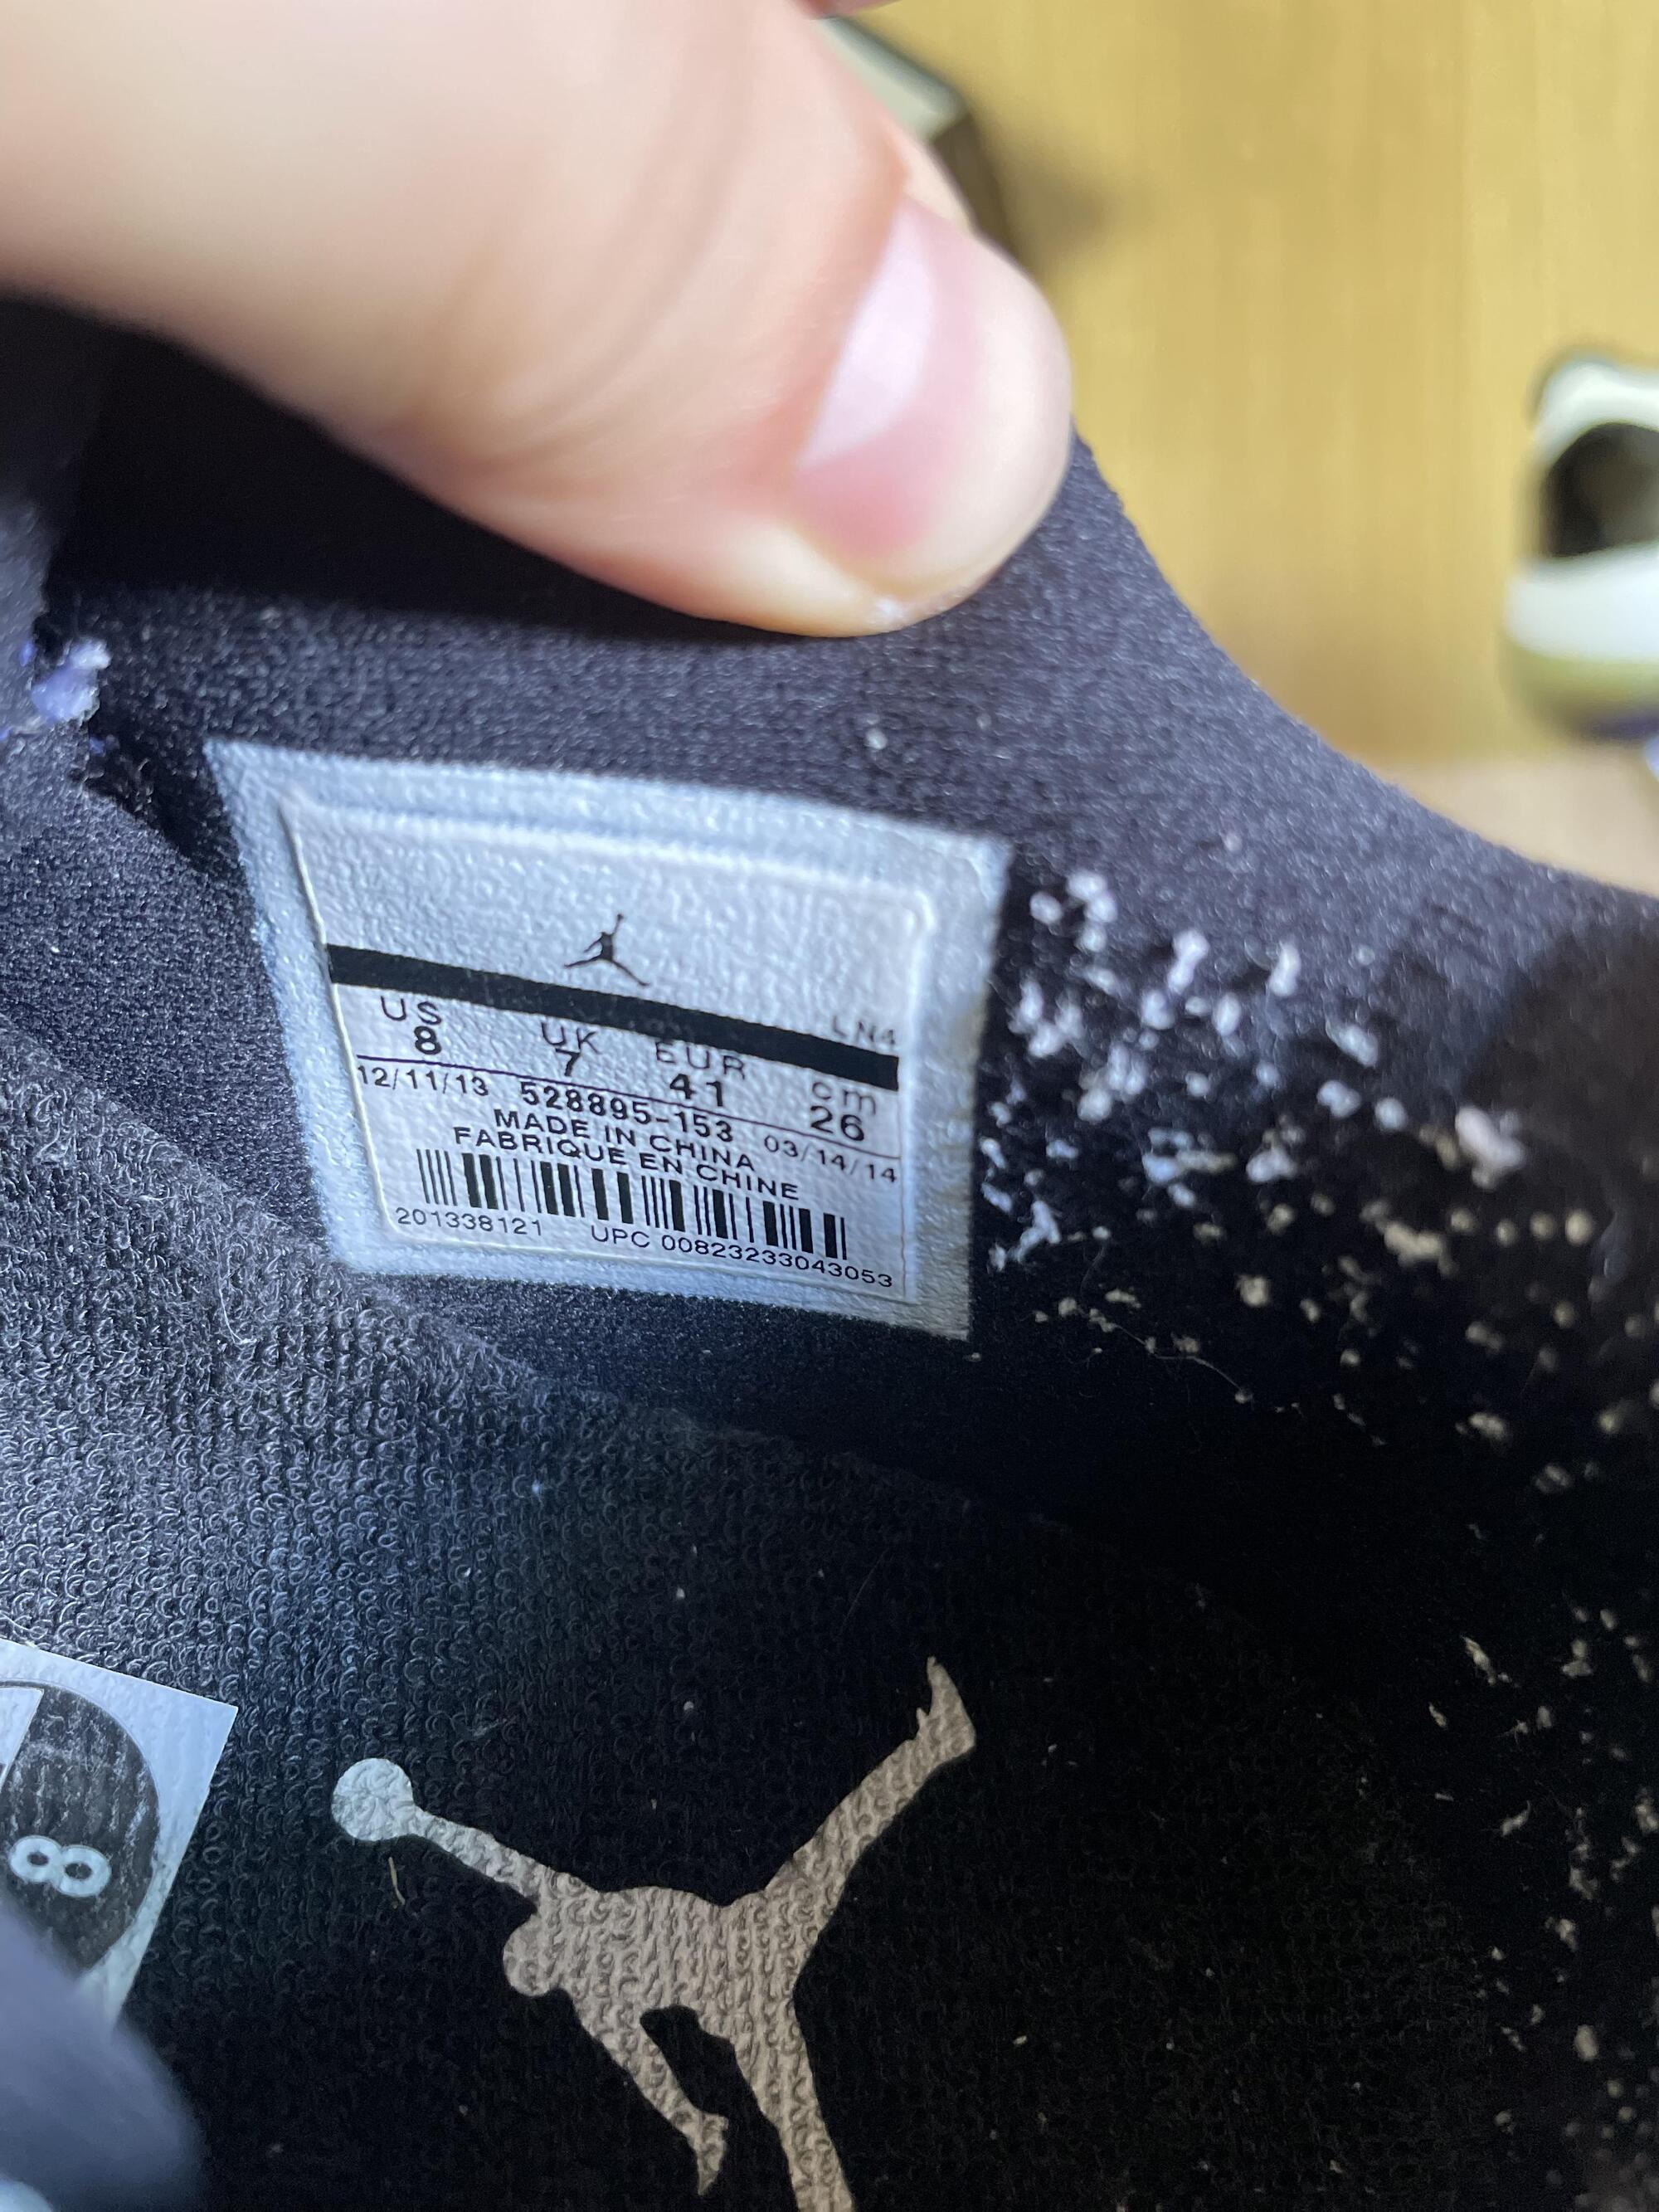 LN4
US UK EUR cm
8 7 41 26
12/11/13 528895-153 03/14/14
MADE IN CHINA
FABRIQUE EN CHINE
201338121 UPC 00823233043053
8